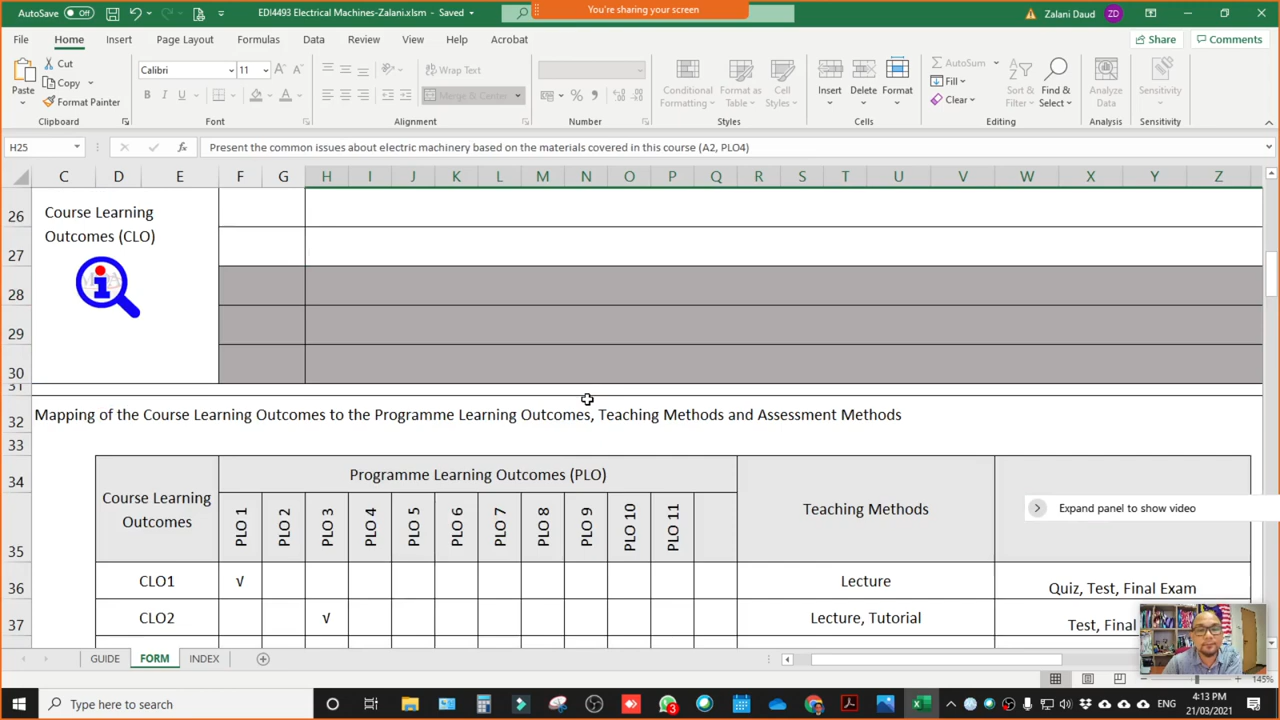 AutoSave Off EDI4493 Electrical Machines-Zalani.xlsm - Saved You're sharing your screen Zalani Daud ZD
File Home Insert Page Layout Formulas Data Review View Help Acrobat Share Comments
Paste Cut Copy Format Painter Clipboard
Calibri 11 B I U Font
Wrap Text Merge & Center Alignment
% Number
Conditional Formatting Format as Table Cell Styles Styles
Insert Delete Format Cells
AutoSum Fill Clear Sort & Filter Find & Select Editing
Analyze Data Analysis
Sensitivity Sensitivity
H25 fx Present the common issues about electric machinery based on the materials covered in this course (A2, PLO4)
C D E F G H I J K L M N O P Q R S T U V W X Y Z
26 Course Learning
Outcomes (CLO)
27
28
29
30
31
32 Mapping of the Course Learning Outcomes to the Programme Learning Outcomes, Teaching Methods and Assessment Methods
33
34 Course Learning Outcomes Programme Learning Outcomes (PLO) Teaching Methods
35 PLO 1 PLO 2 PLO 3 PLO 4 PLO 5 PLO 6 PLO 7 PLO 8 PLO 9 PLO 10 PLO 11
Expand panel to show video
36 CLO1 √ Lecture Quiz, Test, Final Exam
37 CLO2 √ Lecture, Tutorial Test, Final
GUIDE FORM INDEX
145%
Type here to search
3
ENG 4:13 PM
21/03/2021